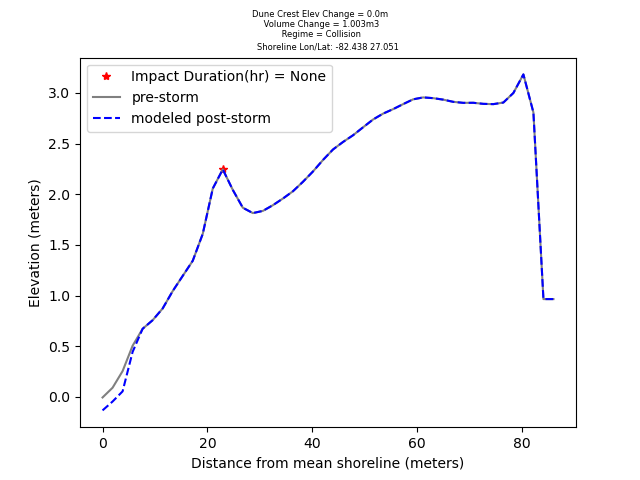 Dune Crest Elev Change = 0.0m
Volume Change = 1.003m3
Regime = Collision
Shoreline Lon/Lat: -82.438 27.051
Impact Duration(hr) = None
pre-storm
modeled post-storm
3.0
2.5
2.0
1.5
1.0
0.5
0.0
Elevation (meters)
0 20 40 60 80
Distance from mean shoreline (meters)